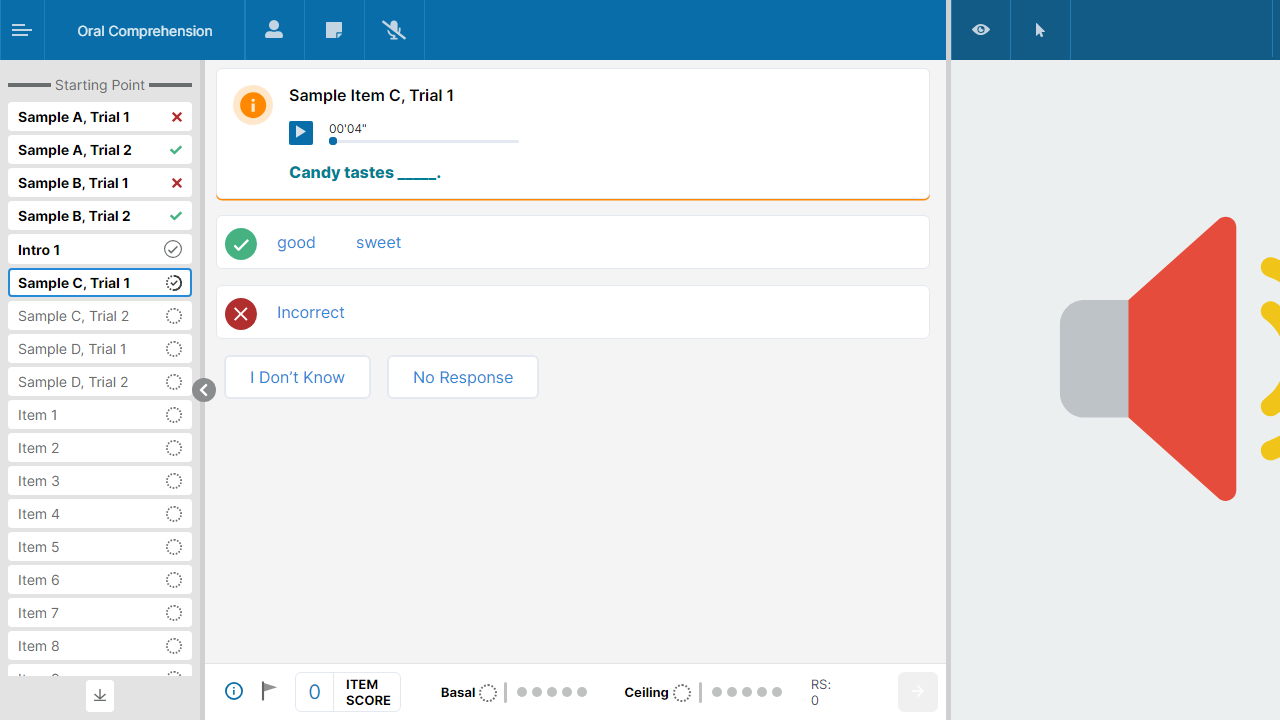 Oral Comprehension
Starting Point
Sample A, Trial 1
Sample A, Trial 2
Sample B, Trial 1
Sample B, Trial 2
Intro 1
Sample C, Trial 1
Sample C, Trial 2
Sample D, Trial 1
Sample D, Trial 2
Item 1
Item 2
Item 3
Item 4
Item 5
Item 6
Item 7
Item 8
Sample Item C, Trial 1
00'04"
Candy tastes _____.
good sweet
Incorrect
I Don’t Know No Response
0 ITEM SCORE
Basal
Ceiling
RS:
0